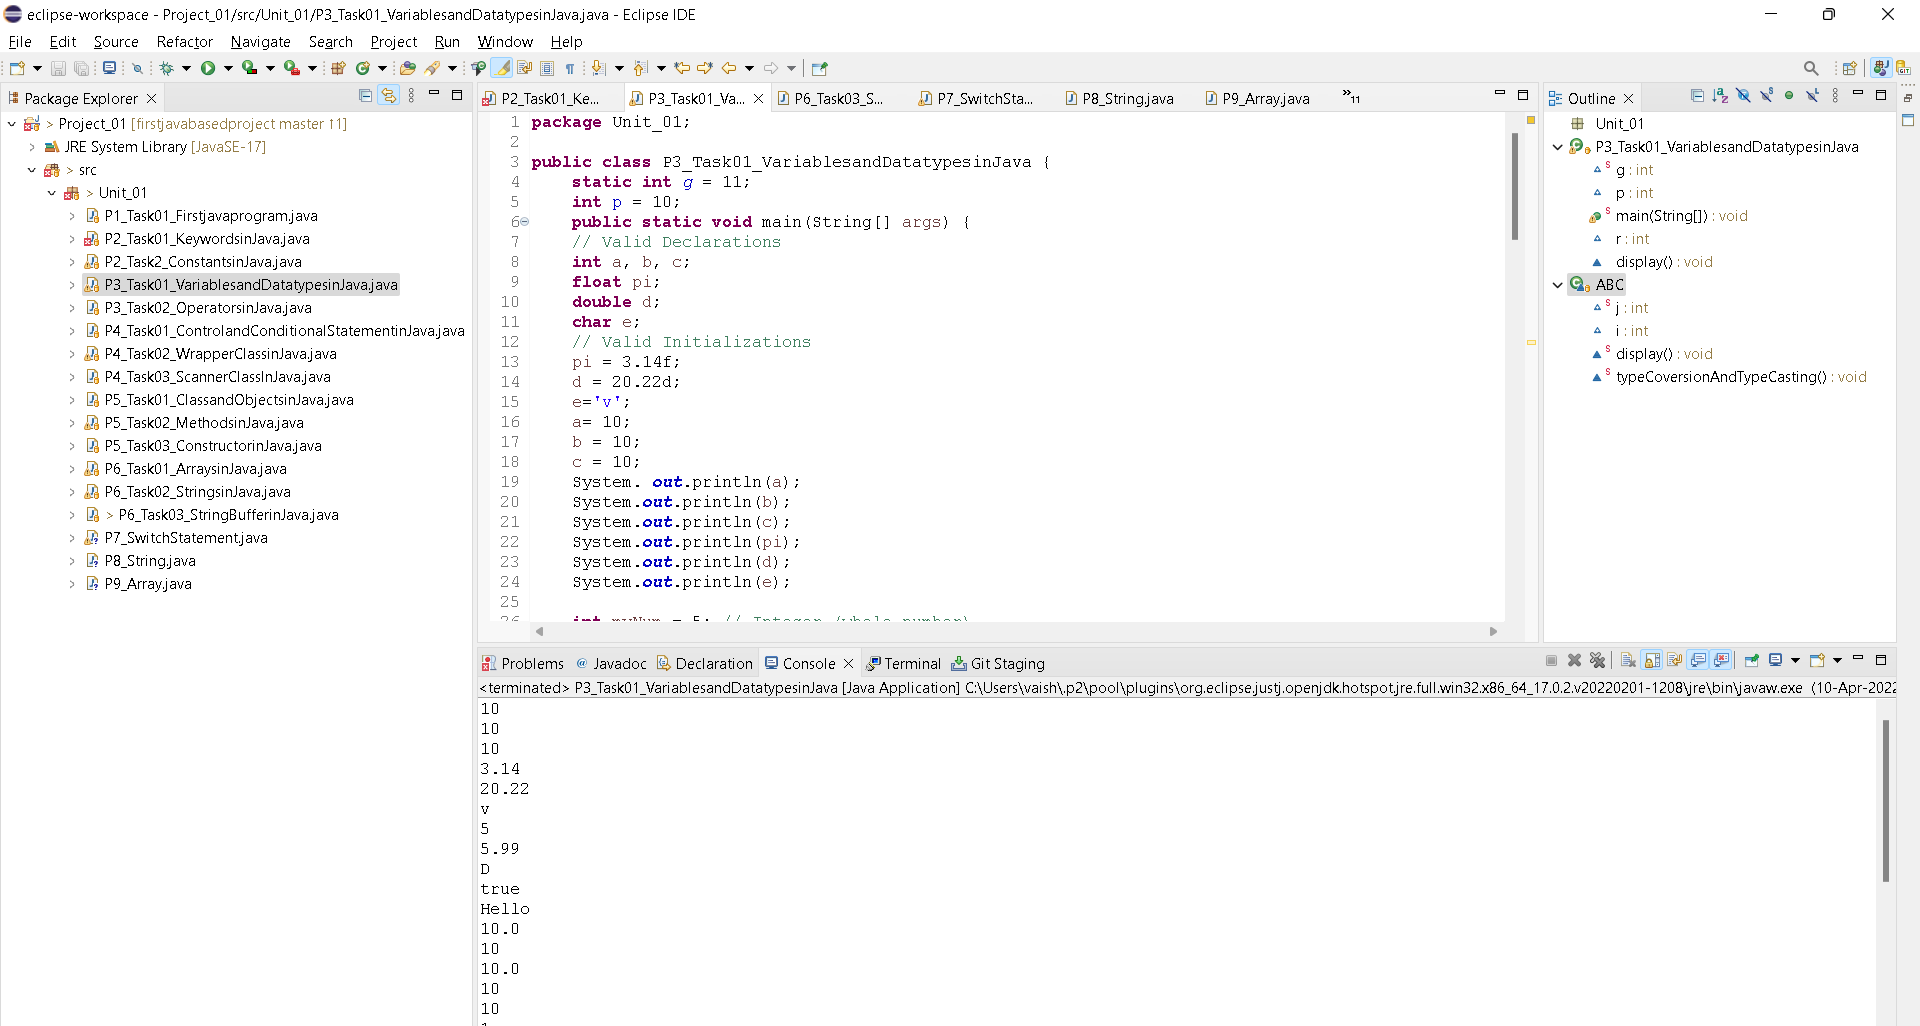 eclipse-workspace - Project_01/src/Unit_01/P3_Task01_VariablesandDatatypesinJava.java - Eclipse IDE
File Edit Source Refactor Navigate Search Project Run Window Help
Package Explorer
> Project_01 [firstjavabasedproject master ↑1]
JRE System Library [JavaSE-17]
> src
> Unit_01
P1_Task01_Firstjavaprogram.java
P2_Task01_KeywordsinJava.java
P2_Task2_ConstantsinJava.java
P3_Task01_VariablesandDatatypesinJava.java
P3_Task02_OperatorsinJava.java
P4_Task01_ControlandConditionalStatementinJava.java
P4_Task02_WrapperClassinJava.java
P4_Task03_ScannerClassInJava.java
P5_Task01_ClassandObjectsinJava.java
P5_Task02_MethodsinJava.java
P5_Task03_ConstructorinJava.java
P6_Task01_ArraysinJava.java
P6_Task02_StringsinJava.java
> P6_Task03_StringBufferinJava.java
P7_SwitchStatement.java
P8_String.java
P9_Array.java
P2_Task01_Ke... P3_Task01_Va... P6_Task03_S... P7_SwitchSta... P8_String.java P9_Array.java »11
1 package Unit_01;
2
3 public class P3_Task01_VariablesandDatatypesinJava {
4 static int g = 11;
5 int p = 10;
6 public static void main(String[] args) {
7 // Valid Declarations
8 int a, b, c;
9 float pi;
10 double d;
11 char e;
12 // Valid Initializations
13 pi = 3.14f;
14 d = 20.22d;
15 e='v';
16 a= 10;
17 b = 10;
18 c = 10;
19 System. out.println(a);
20 System.out.println(b);
21 System.out.println(c);
22 System.out.println(pi);
23 System.out.println(d);
24 System.out.println(e);
25
26 int myNum = 5; // Integer (whole number)
Outline
Unit_01
P3_Task01_VariablesandDatatypesinJava
g : int
p : int
main(String[]) : void
r : int
display() : void
ABC
j : int
i : int
display() : void
typeCoversionAndTypeCasting() : void
Problems Javadoc Declaration Console Terminal Git Staging
<terminated> P3_Task01_VariablesandDatatypesinJava [Java Application] C:\Users\vaish\.p2\pool\plugins\org.eclipse.justj.openjdk.hotspot.jre.full.win32.x86_64_17.0.2.v20220201-1208\jre\bin\javaw.exe (10-Apr-2022
10
10
10
3.14
20.22
v
5
5.99
D
true
Hello
10.0
10
10.0
10
10